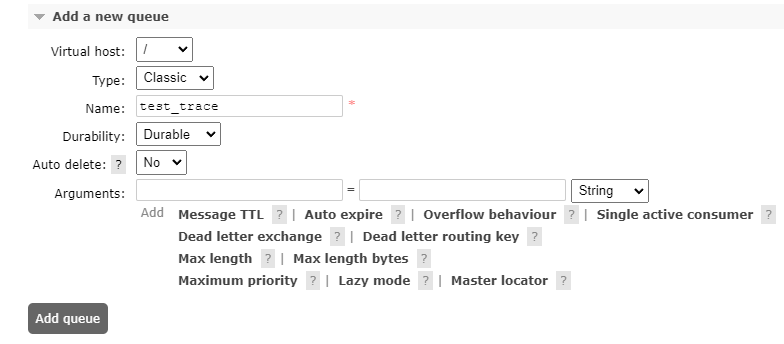 Add a new queue
Virtual host: /
Type: Classic
Name: test_trace *
Durability: Durable
Auto delete: ? No
Arguments: = String
Add Message TTL ? | Auto expire ? | Overflow behaviour ? | Single active consumer ?
Dead letter exchange ? | Dead letter routing key ?
Max length ? | Max length bytes ?
Maximum priority ? | Lazy mode ? | Master locator ?
Add queue